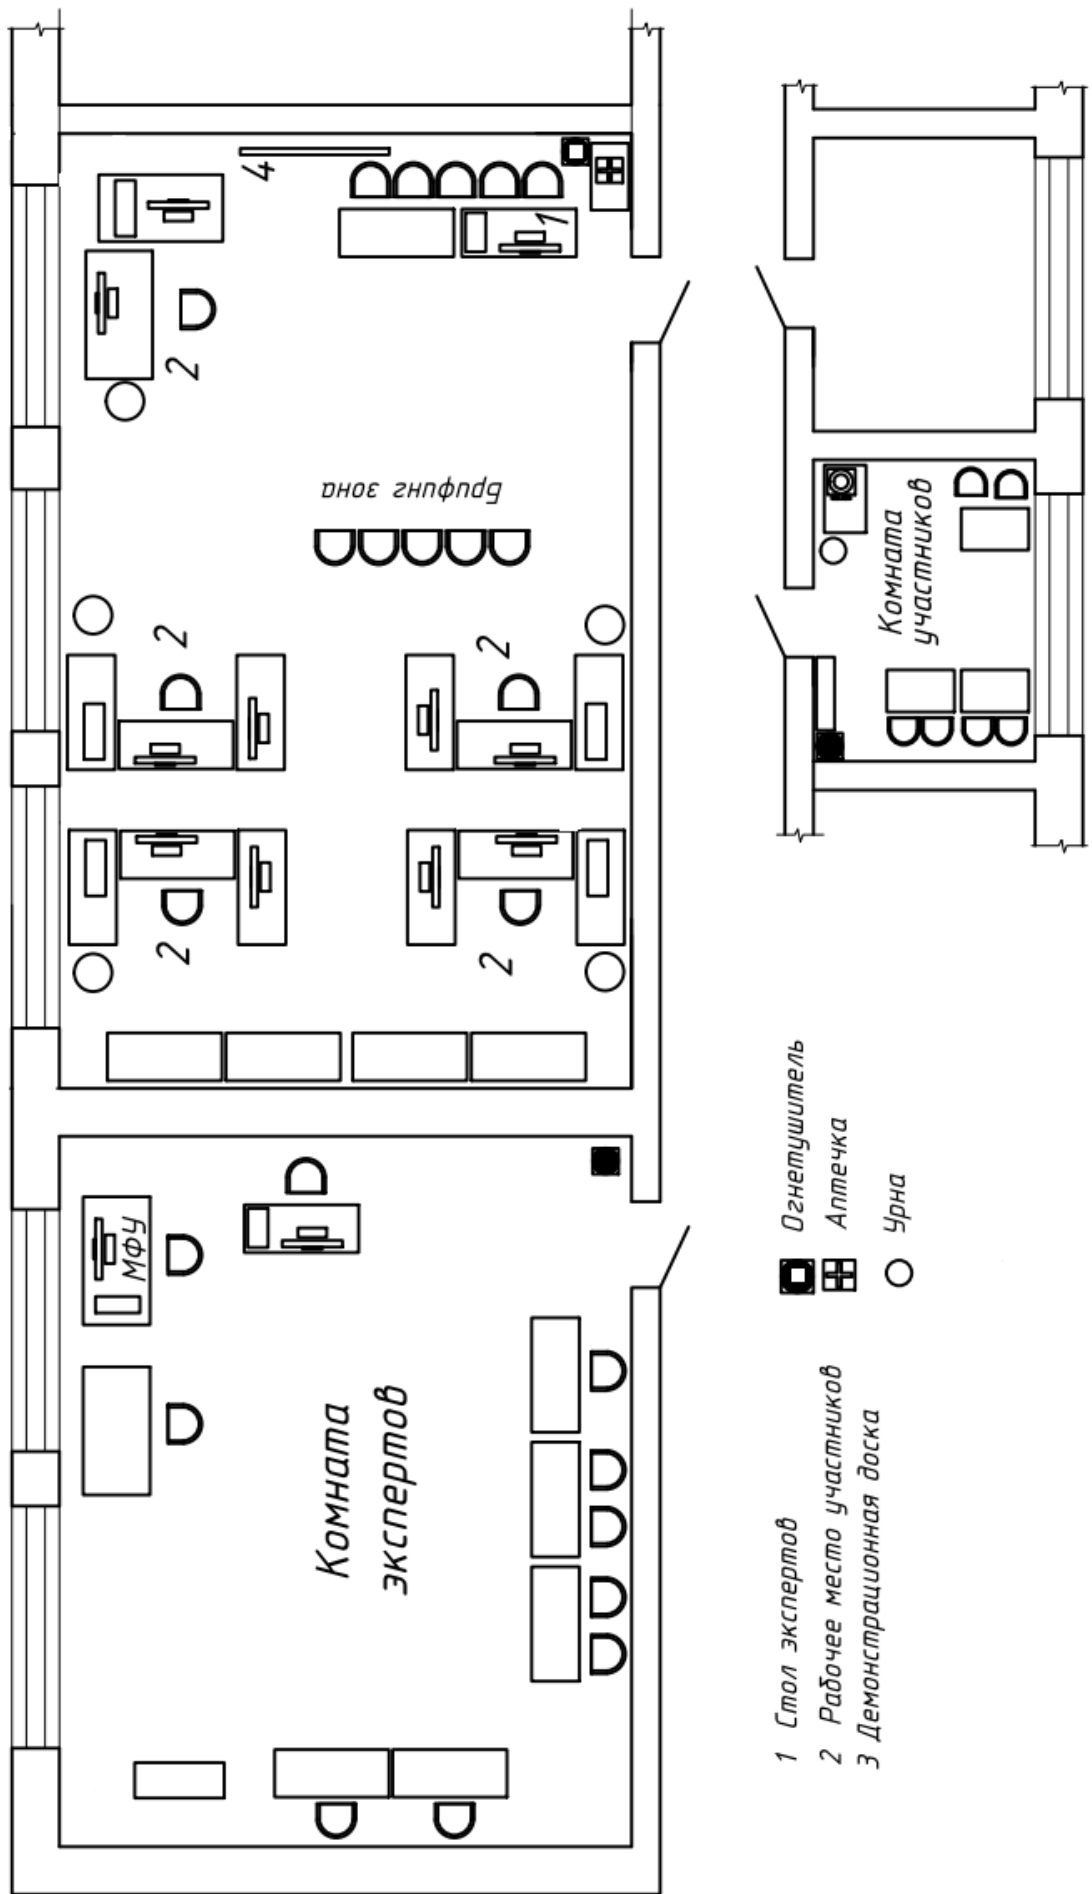 МФУ
2
2
2
4
Комната
экспертов
Брифинг зона
2
2
1
1 Стол экспертов
2 Рабочее место участников
3 Демонстрационная доска
Огнетушитель
Аптечка
Урна
Комната
участников